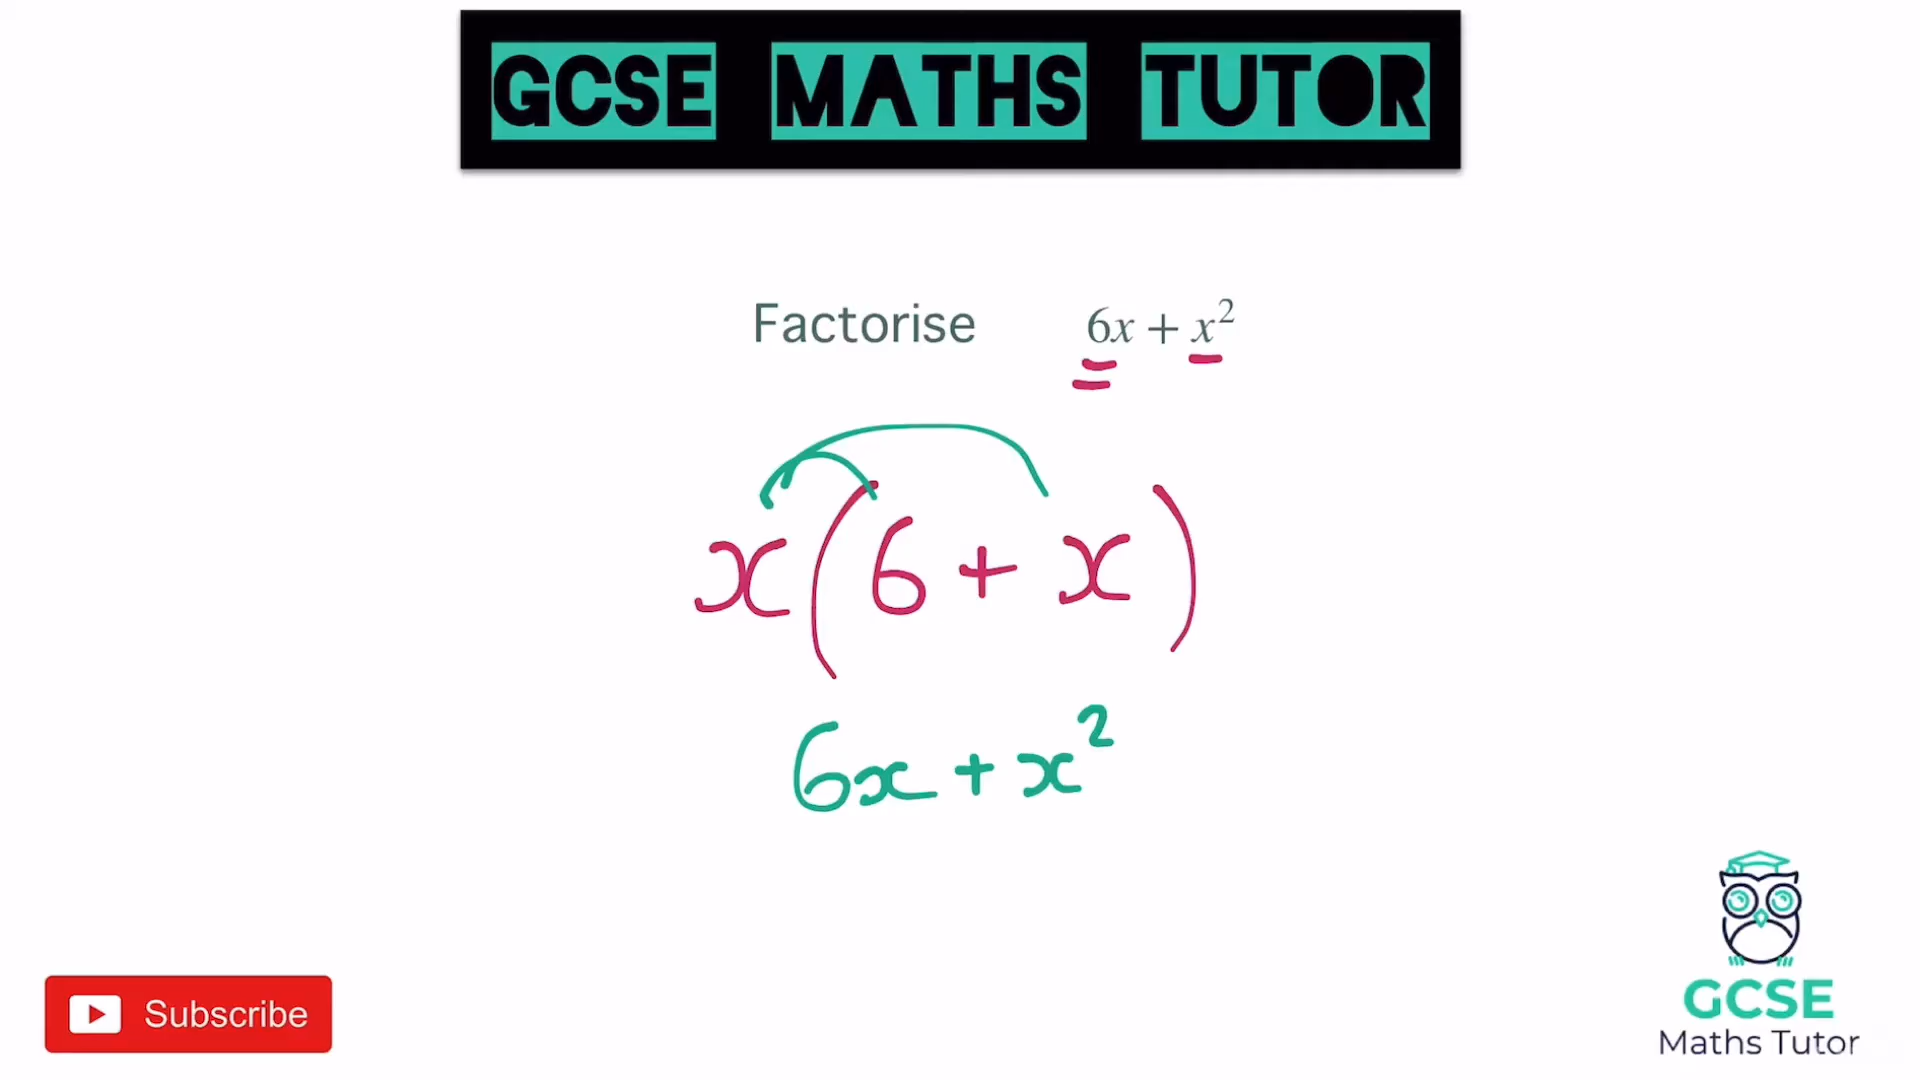 GCSE MATHS TUTOR
Factorise 6x + x²
x(6 + x)
6x + x²
Subscribe
GCSE
Maths Tutor